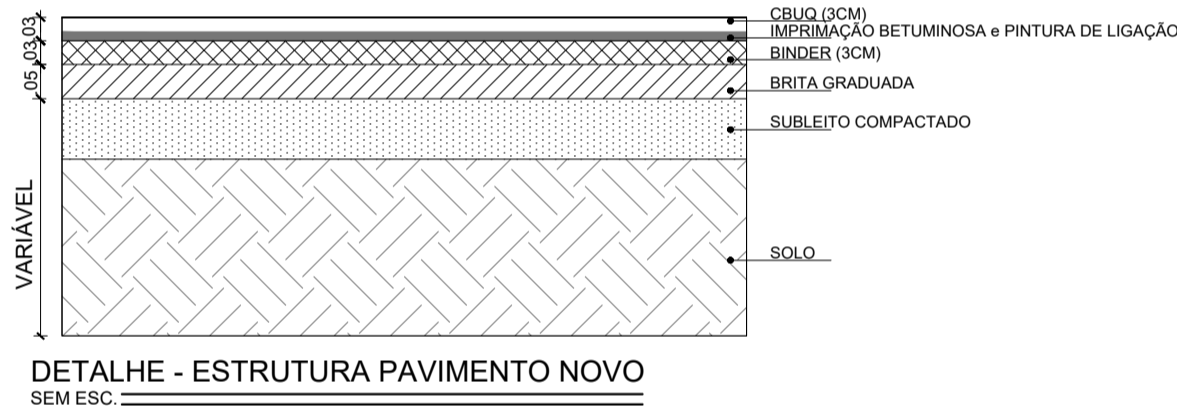 CBUQ (3CM)
IMPRIMAÇÃO BETUMINOSA e PINTURA DE LIGAÇÃO
BINDER (3CM)
BRITA GRADUADA
SUBLEITO COMPACTADO
SOLO
.03
.03
.05
VARIÁVEL
DETALHE - ESTRUTURA PAVIMENTO NOVO
SEM ESC.